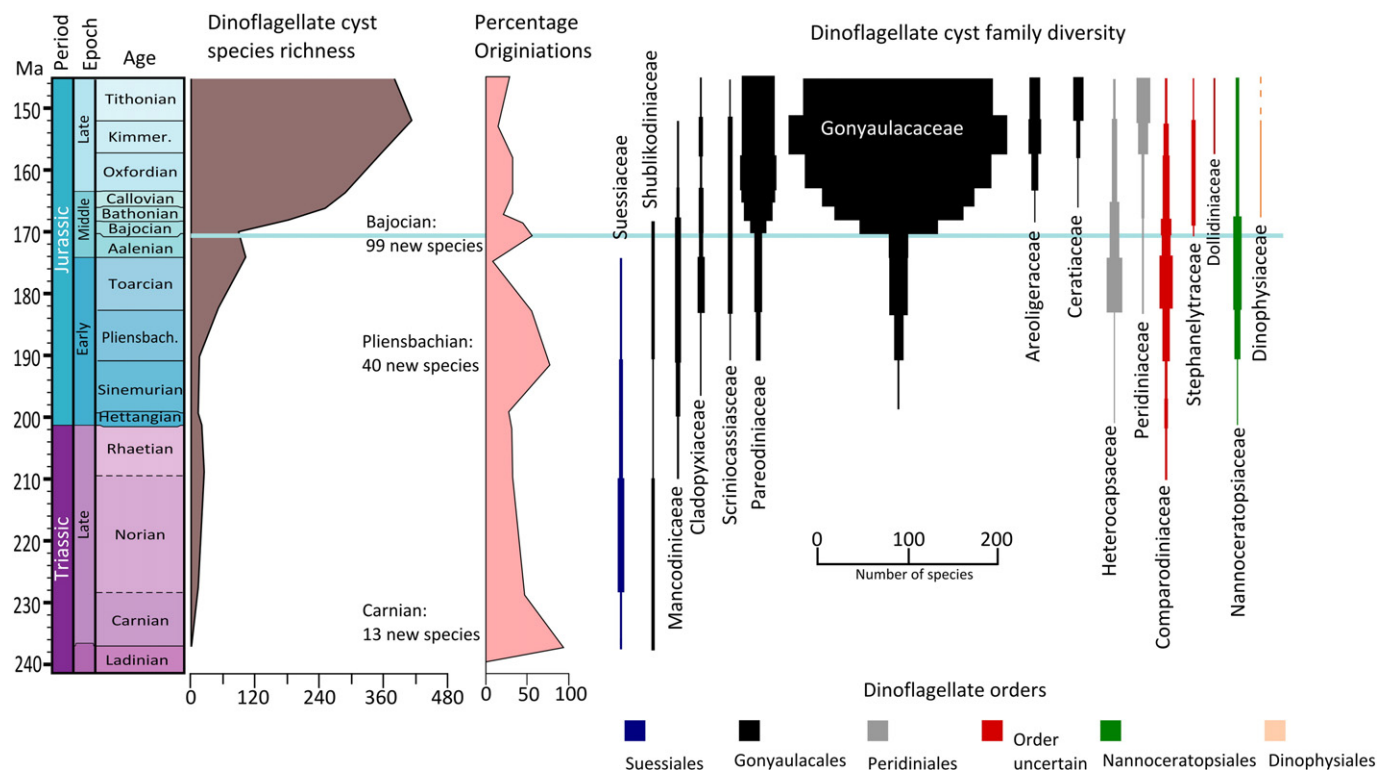 Period
Epoch
Ma
Age
Dinoflagellate cyst
species richness
Percentage
Originiations
Dinoflagellate cyst family diversity
150
160
170
180
190
200
210
220
230
240
Jurassic
Triassic
Late
Middle
Early
Late
Tithonian
Kimmer.
Oxfordian
Callovian
Bathonian
Bajocian
Aalenian
Toarcian
Pliensbach.
Sinemurian
Hettangian
Rhaetian
Norian
Carnian
Ladinian
0 120 240 360 480
Bajocian:
99 new species
Pliensbachian:
40 new species
Carnian:
13 new species
0 50 100
Suessiaceae
Shublikodiniaceae
Mancodinicaeae
Cladopyxiaceae
Scriniocassiasceae
Pareodiniaceae
Gonyaulacaceae
Areoligeraceae
Ceratiaceae
Heterocapsaceae
Peridiniaceae
Comparodiniaceae
Stephanelytraceae
Dollidiniaceae
Nannoceratopsiaceae
Dinophysiaceae
0 100 200
Number of species
Dinoflagellate orders
Suessiales
Gonyaulacales
Peridiniales
Order
uncertain
Nannoceratopsiales
Dinophysiales